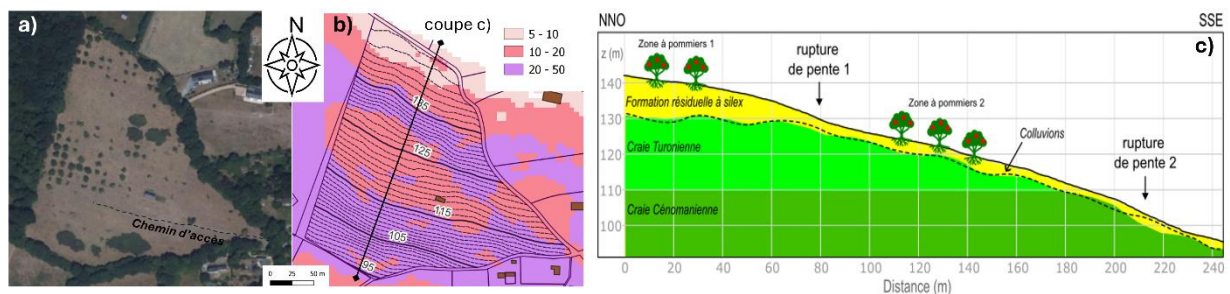 a)
N
Chemin d'accès
b)
coupe c)
5 - 10
10 - 20
20 - 50
135
125
115
105
95
0 25 50 m
NNO
SSE
c)
z (m)
140
130
120
110
100
Zone à pommiers 1
rupture
de pente 1
Formation résiduelle à silex
Zone à pommiers 2
Colluvions
rupture
de pente 2
Craie Turonienne
Craie Cénomanienne
0 20 40 60 80 100 120 140 160 180 200 220 240
Distance (m)